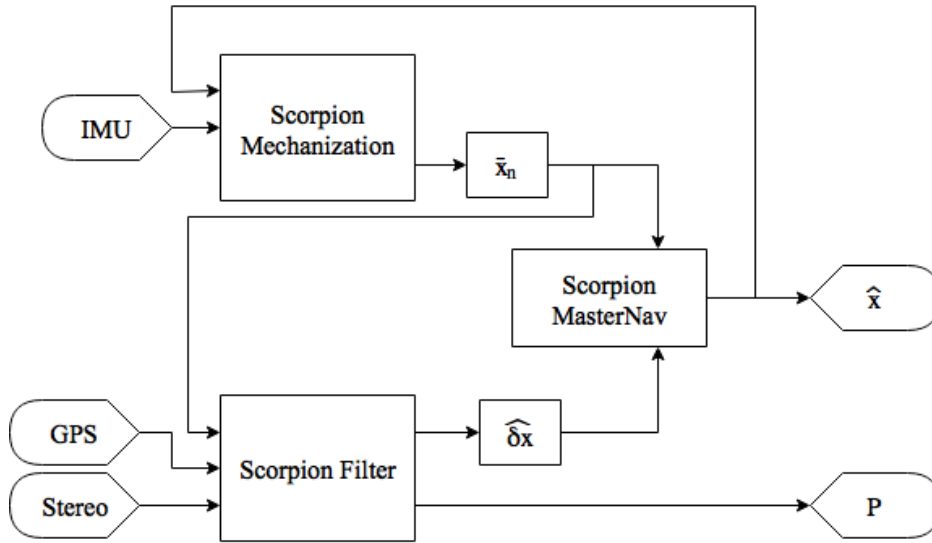 Scorpion
Mechanization
IMU
x̄ₙ
Scorpion
MasterNav
x̂
GPS
Stereo
Scorpion Filter
δx̂
P